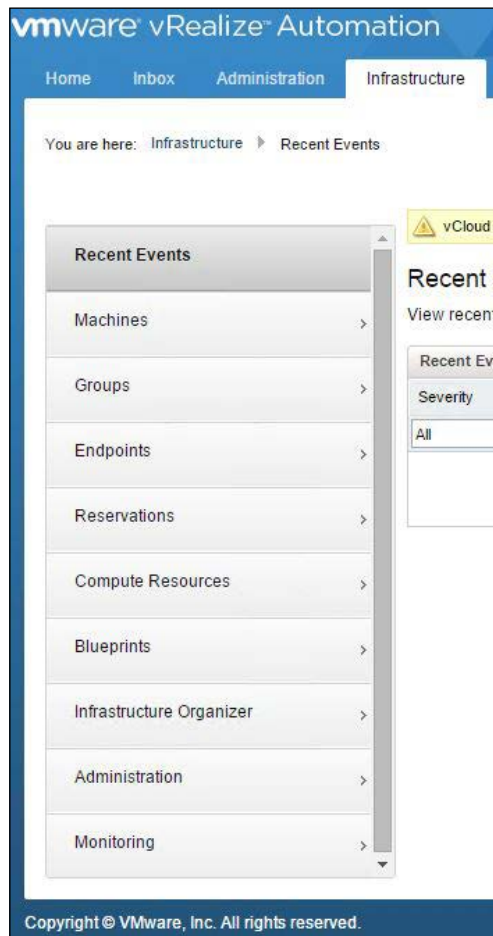 vmware® vRealize™ Automation
Home Inbox Administration Infrastructure
You are here: Infrastructure Recent Events
vCloud
Recent Events
Recent
Machines
View recent
Groups
Recent Ev
Severity
Endpoints
All
Reservations
Compute Resources
Blueprints
Infrastructure Organizer
Administration
Monitoring
Copyright © VMware, Inc. All rights reserved.